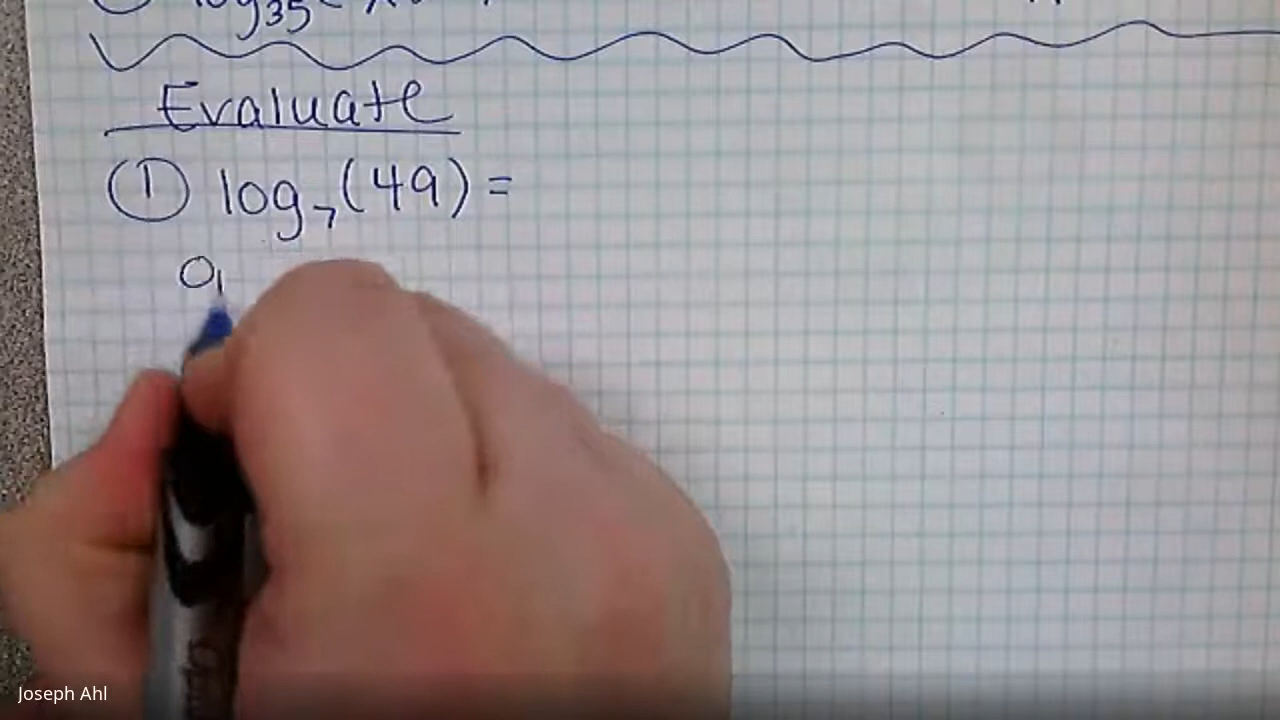 Evaluate
① log₇(49) =
Joseph Ahl